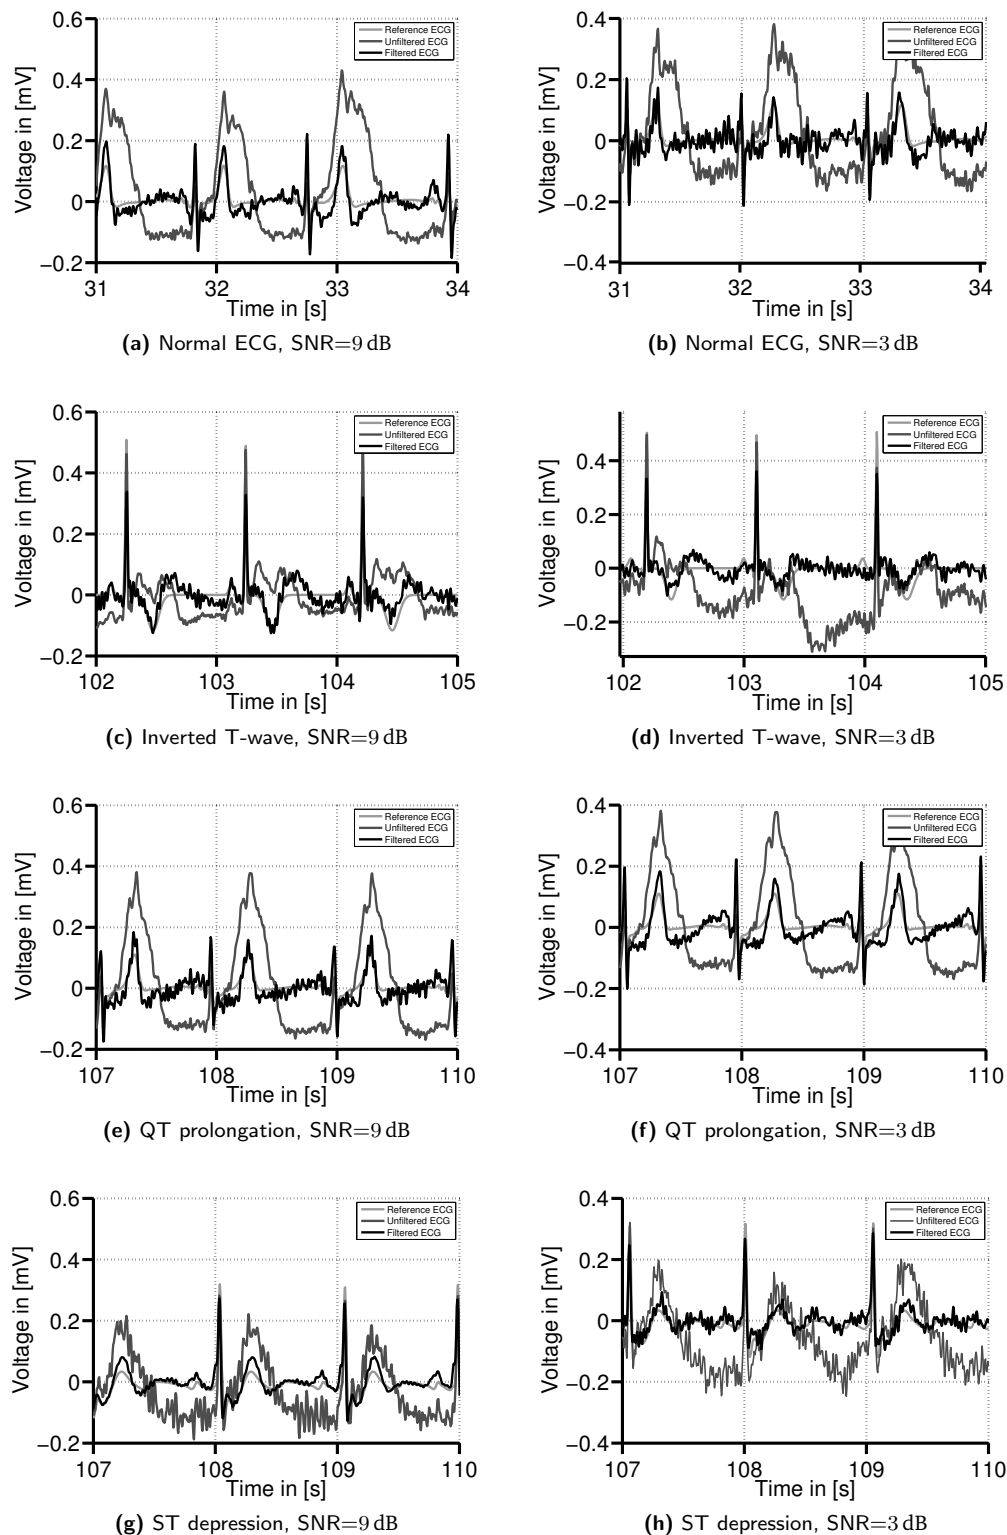 0.6
0.4
0.2
0
−0.2
Voltage in [mV]
Reference ECG
Unfiltered ECG
Filtered ECG
31 32 33 34
Time in [s]
(a) Normal ECG, SNR=9 dB
0.4
0.2
0
−0.2
−0.4
Voltage in [mV]
Reference ECG
Unfiltered ECG
Filtered ECG
31 32 33 34
Time in [s]
(b) Normal ECG, SNR=3 dB
0.6
0.4
0.2
0
−0.2
Voltage in [mV]
Reference ECG
Unfiltered ECG
Filtered ECG
102 103 104 105
Time in [s]
(c) Inverted T-wave, SNR=9 dB
0.4
0.2
0
−0.2
Voltage in [mV]
Reference ECG
Unfiltered ECG
Filtered ECG
102 103 104 105
Time in [s]
(d) Inverted T-wave, SNR=3 dB
0.6
0.4
0.2
0
−0.2
Voltage in [mV]
Reference ECG
Unfiltered ECG
Filtered ECG
107 108 109 110
Time in [s]
(e) QT prolongation, SNR=9 dB
0.4
0.2
0
−0.2
−0.4
Voltage in [mV]
Reference ECG
Unfiltered ECG
Filtered ECG
107 108 109 110
Time in [s]
(f) QT prolongation, SNR=3 dB
0.6
0.4
0.2
0
−0.2
Voltage in [mV]
Reference ECG
Unfiltered ECG
Filtered ECG
107 108 109 110
Time in [s]
(g) ST depression, SNR=9 dB
0.4
0.2
0
−0.2
−0.4
Voltage in [mV]
Reference ECG
Unfiltered ECG
Filtered ECG
107 108 109 110
Time in [s]
(h) ST depression, SNR=3 dB